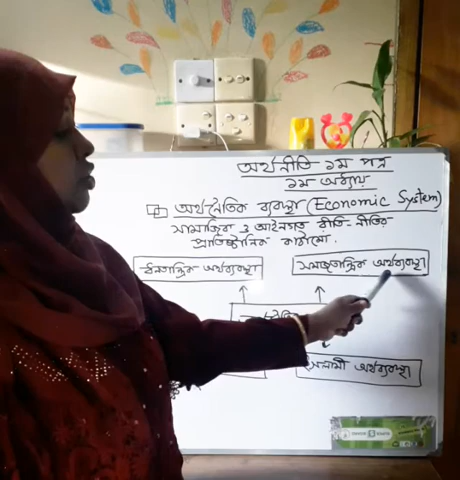 অর্থনীতি ১ম পত্র
১ম অধ্যায়
অর্থনৈতিক ব্যবস্থা (Economic System)
সামাজিক ও আইনগত রীতি-নীতির
প্রাতিষ্ঠানিক কাঠামো.
ধনতান্ত্রিক অর্থব্যবস্থা
সমাজতান্ত্রিক অর্থব্যবস্থা
ইসলামী অর্থব্যবস্থা